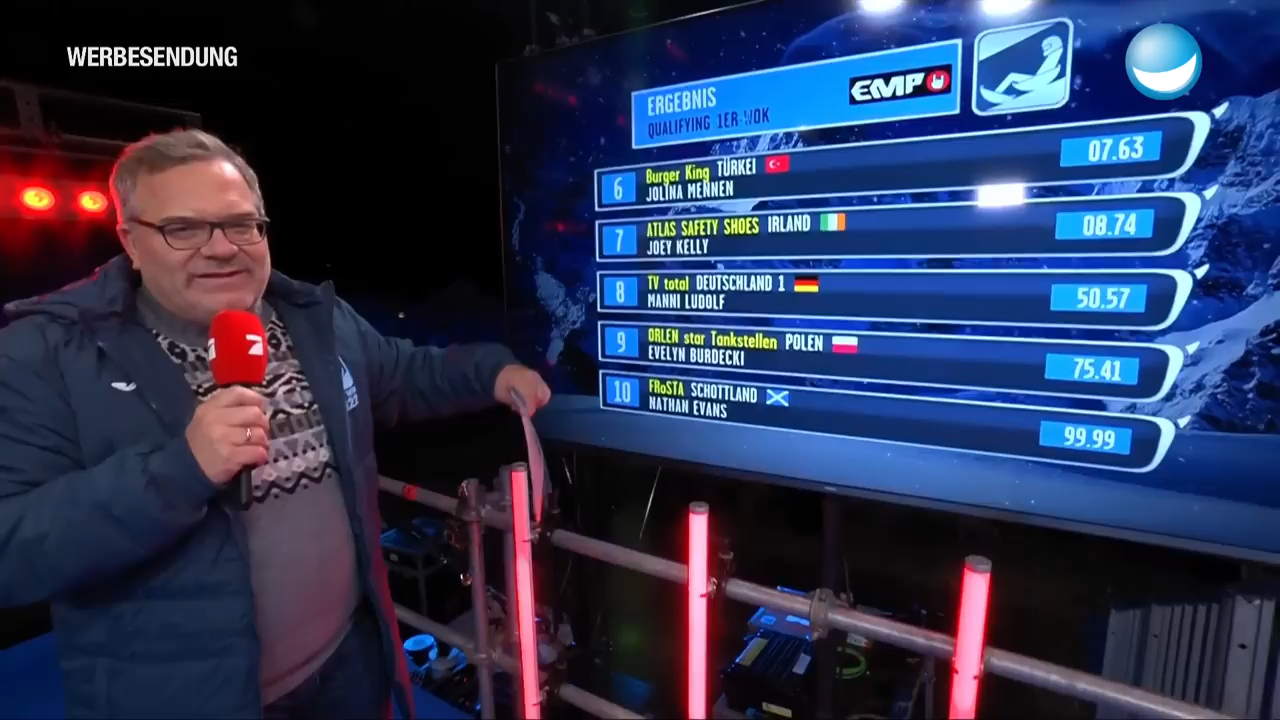 WERBESENDUNG
ERGEBNIS
EMP
QUALIFYING 1ER-WOK
6 Burger King TÜRKEI 07.63
JOLINA MENNEN
7 ATLAS SAFETY SHOES IRLAND 08.74
JOEY KELLY
8 TV total DEUTSCHLAND 1 50.57
MANNI LUDOLF
9 ORLEN star Tankstellen POLEN 75.41
EVELYN BURDECKI
10 FRoSTA SCHOTTLAND 99.99
NATHAN EVANS
7